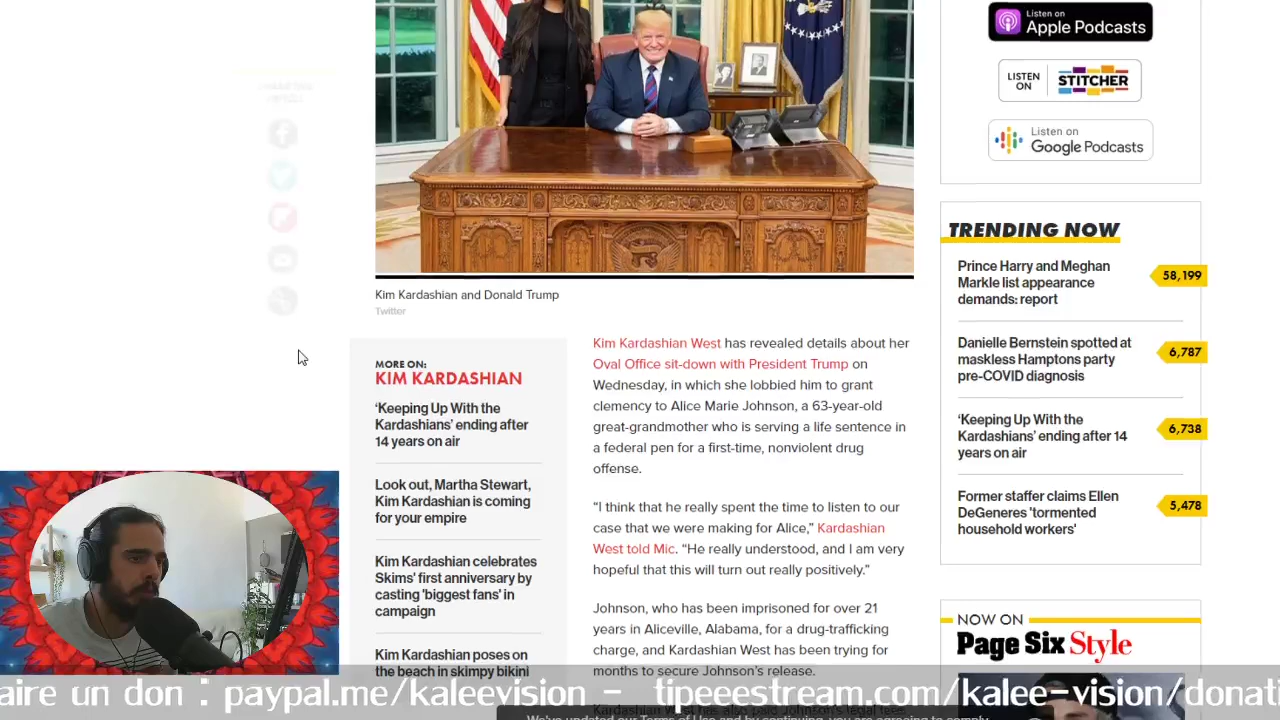 Listen on
Apple Podcasts
LISTEN
ON
STITCHER
Listen on
Google Podcasts
TRENDING NOW
Prince Harry and Meghan
Markle list appearance
demands: report
58,199
Danielle Bernstein spotted at
maskless Hamptons party
pre-COVID diagnosis
6,787
'Keeping Up With the
Kardashians' ending after 14
years on air
6,738
Former staffer claims Ellen
DeGeneres 'tormented
household workers'
5,478
NOW ON
Page Six Style
Kim Kardashian and Donald Trump
Twitter
MORE ON:
KIM KARDASHIAN
‘Keeping Up With the
Kardashians’ ending after
14 years on air
Look out, Martha Stewart,
Kim Kardashian is coming
for your empire
Kim Kardashian celebrates
Skims’ first anniversary by
casting ‘biggest fans’ in
campaign
Kim Kardashian poses on
the beach in skimpy bikini
Kim Kardashian West has revealed details about her
Oval Office sit-down with President Trump on
Wednesday, in which she lobbied him to grant
clemency to Alice Marie Johnson, a 63-year-old
great-grandmother who is serving a life sentence in
a federal pen for a first-time, nonviolent drug
offense.
“I think that he really spent the time to listen to our
case that we were making for Alice,” Kardashian
West told Mic. “He really understood, and I am very
hopeful that this will turn out really positively.”
Johnson, who has been imprisoned for over 21
years in Aliceville, Alabama, for a drug-trafficking
charge, and Kardashian West has been trying for
months to secure Johnson’s release.
aire un don : paypal.me/kaleevision - tipeeestream.com/kalee-vision/donati